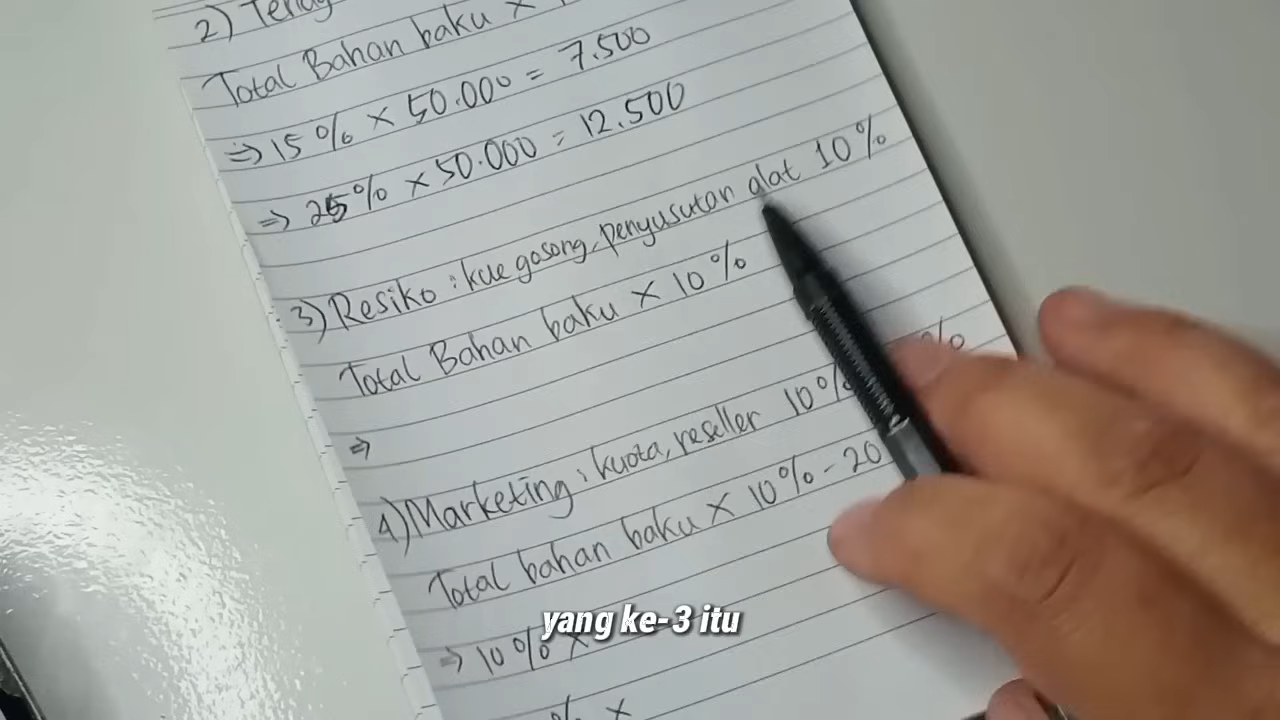 2) Tenag
Total Bahan baku x
⇒ 15% x 50.000 = 7.500
⇒ 25% x 50.000 = 12.500
3) Resiko : kue gosong, penyusutan alat 10%
Total Bahan baku x 10%
⇒
4) Marketing : kuota, reseller 10% %
Total bahan baku x 10% - 20
⇒ 10% x
% x
yang ke-3 itu